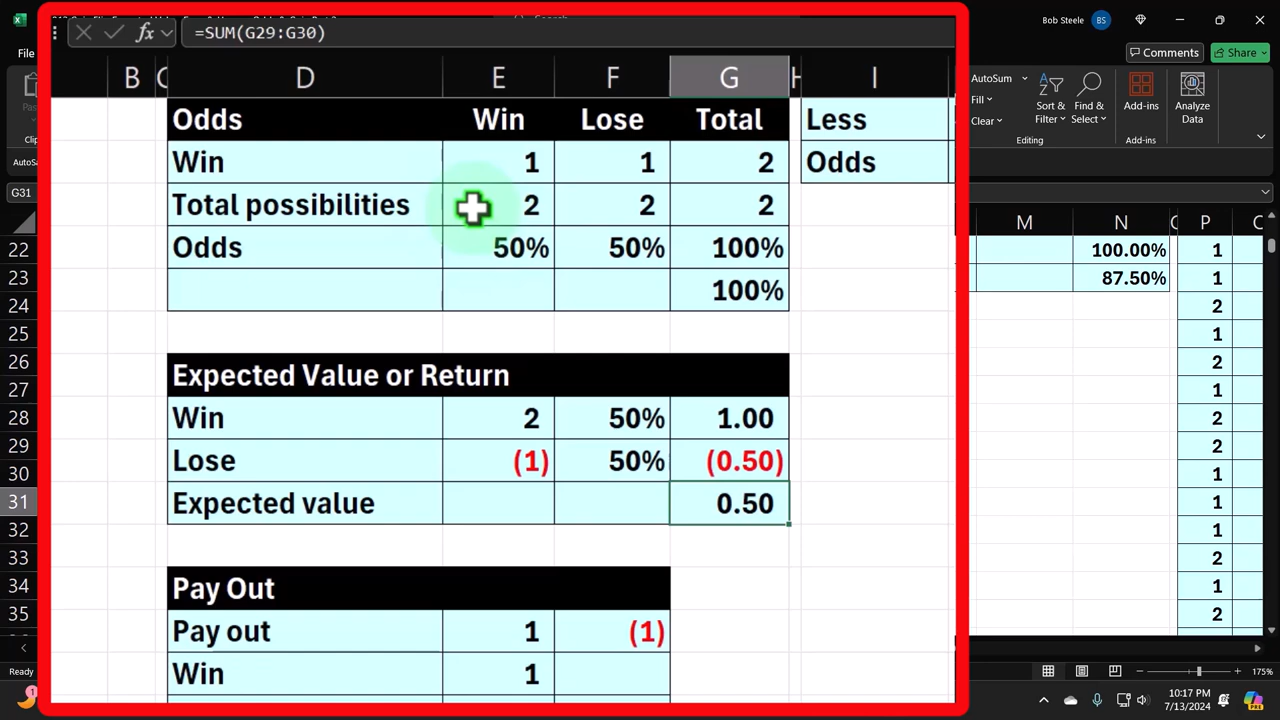 Bob Steele BS
File
Comments Share
=SUM(G29:G30)
B C D E F G H I
Odds Win Lose Total
Win 1 1 2
Total possibilities 2 2 2
Odds 50% 50% 100%
100%
Less
Odds
Expected Value or Return
Win 2 50% 1.00
Lose (1) 50% (0.50)
Expected value 0.50
Pay Out
Pay out 1 (1)
Win 1
AutoSum
Fill
Clear
Sort &
Filter
Find &
Select
Add-ins
Analyze
Data
Editing
Add-ins
G31
M N P
22 100.00% 1
23 87.50% 1
24 2
25 1
26 2
27 1
28 2
29 2
30 1
31 1
32 1
33 2
34 1
35 2
Ready
175%
1
10:17 PM
7/13/2024